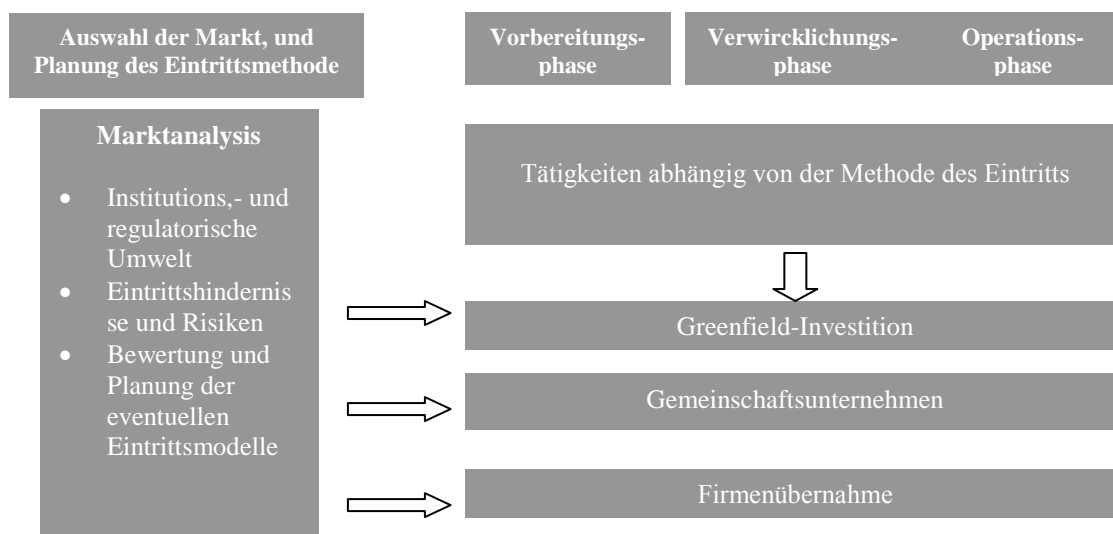 Auswahl der Markt, und
Planung des Eintrittsmethode
Vorbereitungs-
phase
Verwircklichungs-
phase
Operations-
phase
Marktanalysis
• Institutions,- und
regulatorische
Umwelt
• Eintrittshindernis
se und Risiken
• Bewertung und
Planung der
eventuellen
Eintrittsmodelle
Tätigkeiten abhängig von der Methode des Eintritts
Greenfield-Investition
Gemeinschaftsunternehmen
Firmenübernahme